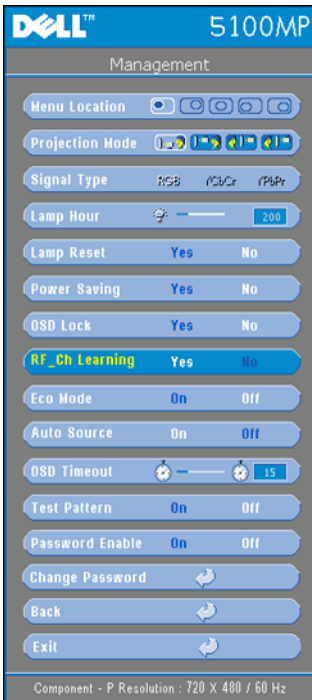 DELL™ 5100MP
Management
Menu Location
Projection Mode
Signal Type RGB YCbCr YPbPr
Lamp Hour 200
Lamp Reset Yes No
Power Saving Yes No
OSD Lock Yes No
RF_Ch Learning Yes No
Eco Mode On Off
Auto Source On Off
OSD Timeout 15
Test Pattern On Off
Password Enable On Off
Change Password
Back
Exit
Component - P Resolution : 720 X 480 / 60 Hz